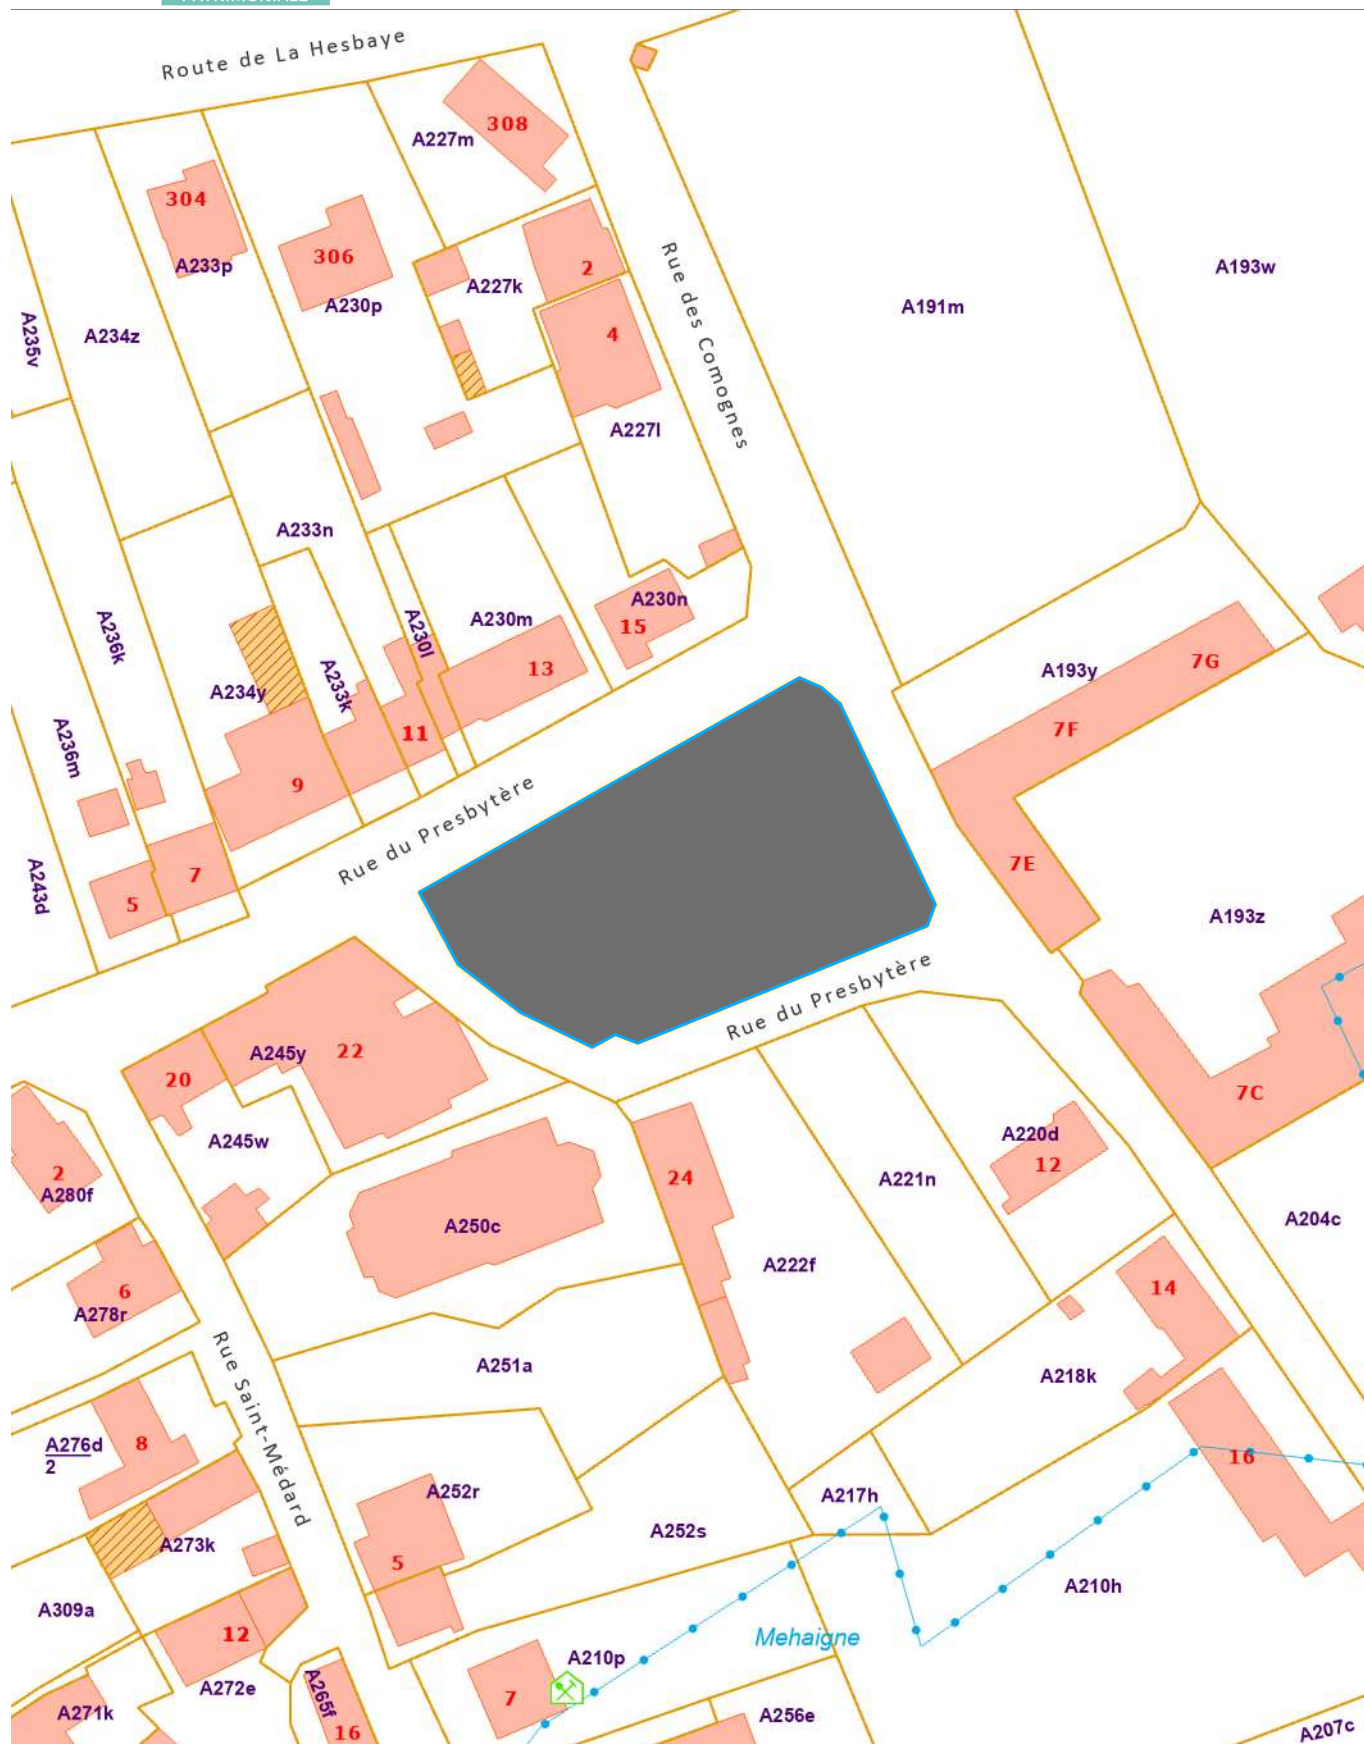 Route de La Hesbaye
308
A227m
304
A233p
306
A230p
2
A227k
Rue des Comognes
A193w
A191m
A235v
A234z
4
A227l
A233n
A236k
A230l
A230m
A230n
15
13
A193y
7G
A234y
A233k
11
7F
A236m
9
Rue du Presbytère
7
5
A243d
7E
A193z
Rue du Presbytère
A245y
22
20
A245w
7C
A220d
12
2
A280f
24
A221n
A250c
A204c
A222f
6
A278r
14
Rue Saint-Médard
A251a
A218k
A276d
2
8
16
A252r
A217h
A252s
A273k
5
A210h
A309a
12
Mehaigne
A210p
A272e
A265f
7
A271k
16
A256e
A207c